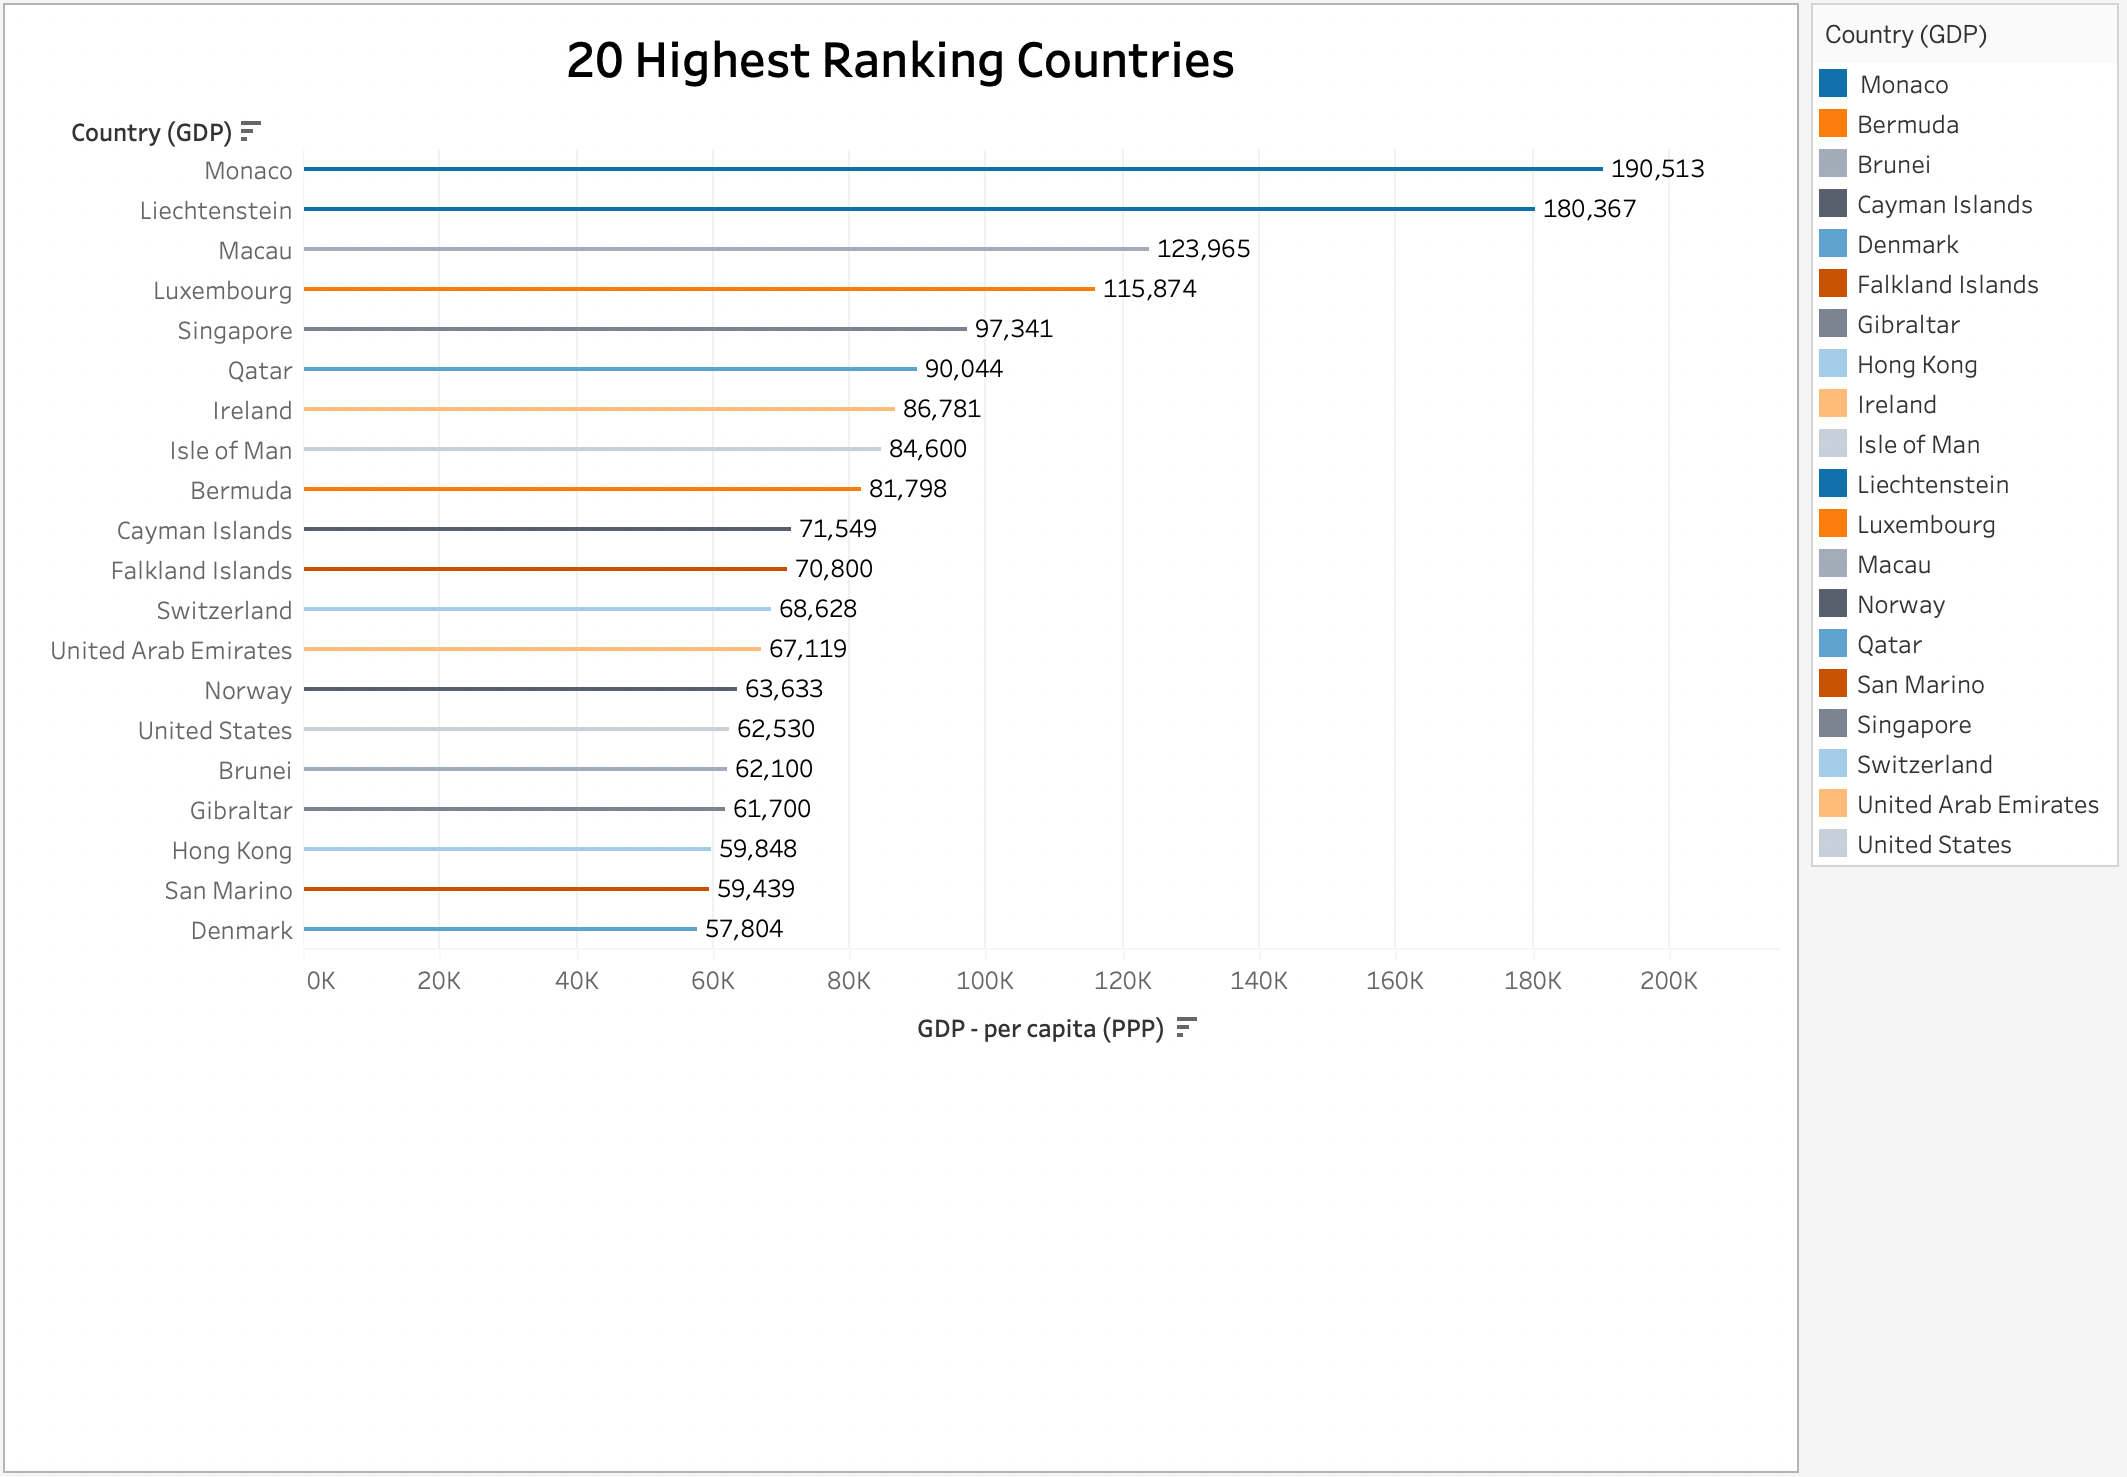 20 Highest Ranking Countries
Country (GDP)
Monaco 190,513
Liechtenstein 180,367
Macau 123,965
Luxembourg 115,874
Singapore 97,341
Qatar 90,044
Ireland 86,781
Isle of Man 84,600
Bermuda 81,798
Cayman Islands 71,549
Falkland Islands 70,800
Switzerland 68,628
United Arab Emirates 67,119
Norway 63,633
United States 62,530
Brunei 62,100
Gibraltar 61,700
Hong Kong 59,848
San Marino 59,439
Denmark 57,804
0K 20K 40K 60K 80K 100K 120K 140K 160K 180K 200K
GDP - per capita (PPP)
Country (GDP)
Monaco
Bermuda
Brunei
Cayman Islands
Denmark
Falkland Islands
Gibraltar
Hong Kong
Ireland
Isle of Man
Liechtenstein
Luxembourg
Macau
Norway
Qatar
San Marino
Singapore
Switzerland
United Arab Emirates
United States